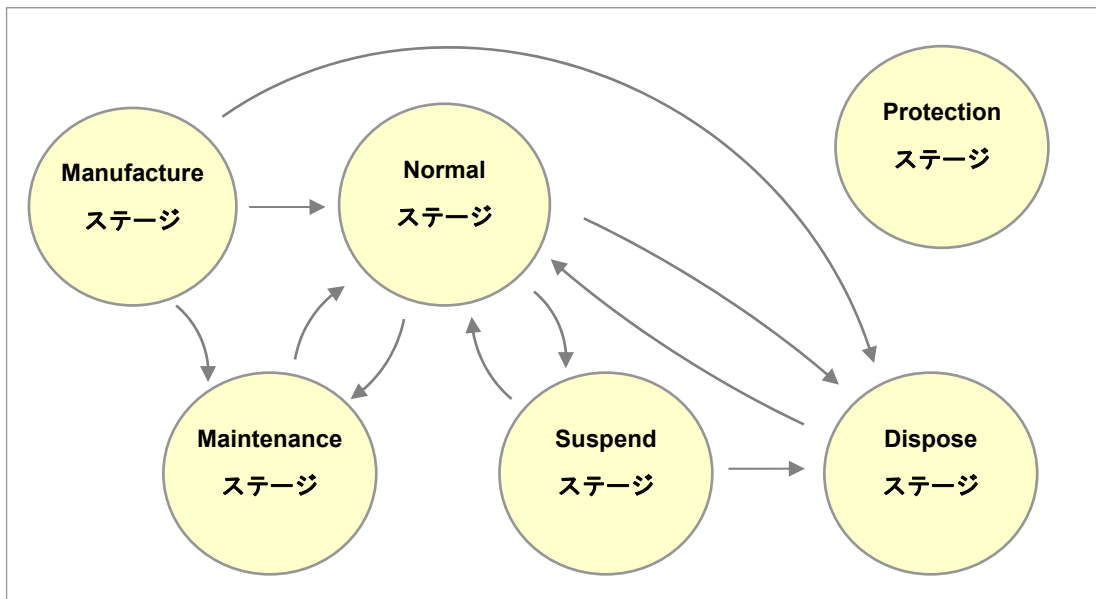 Manufacture
ステージ
Normal
ステージ
Protection
ステージ
Maintenance
ステージ
Suspend
ステージ
Dispose
ステージ